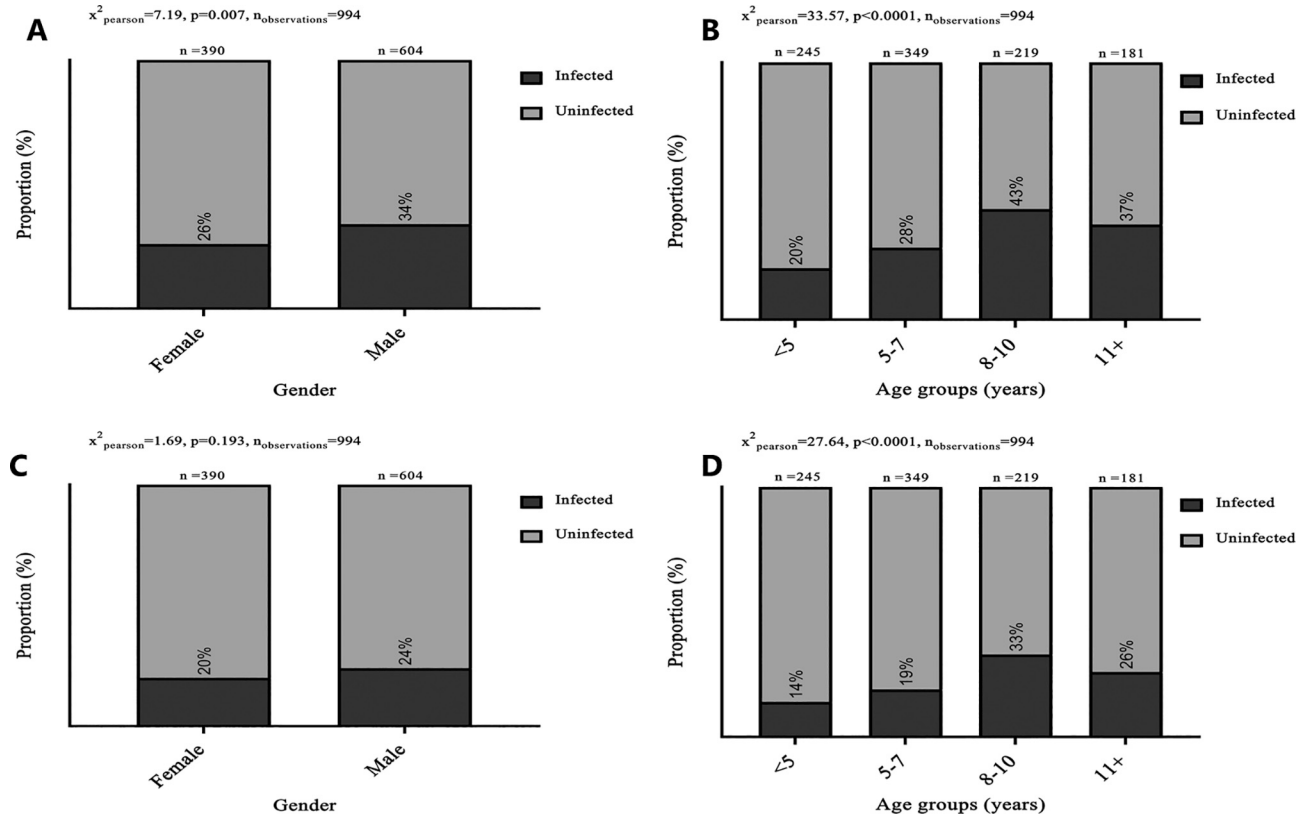 A
x²pearson=7.19, p=0.007, nobservations=994
n =390
n =604
Infected
Uninfected
Proportion (%)
26%
34%
Female
Male
Gender
B
x²pearson=33.57, p<0.0001, nobservations=994
n =245
n =349
n =219
n =181
Infected
Uninfected
Proportion (%)
20%
28%
43%
37%
<5
5-7
8-10
11+
Age groups (years)
C
x²pearson=1.69, p=0.193, nobservations=994
n =390
n =604
Infected
Uninfected
Proportion (%)
20%
24%
Female
Male
Gender
D
x²pearson=27.64, p<0.0001, nobservations=994
n =245
n =349
n =219
n =181
Infected
Uninfected
Proportion (%)
14%
19%
33%
26%
<5
5-7
8-10
11+
Age groups (years)